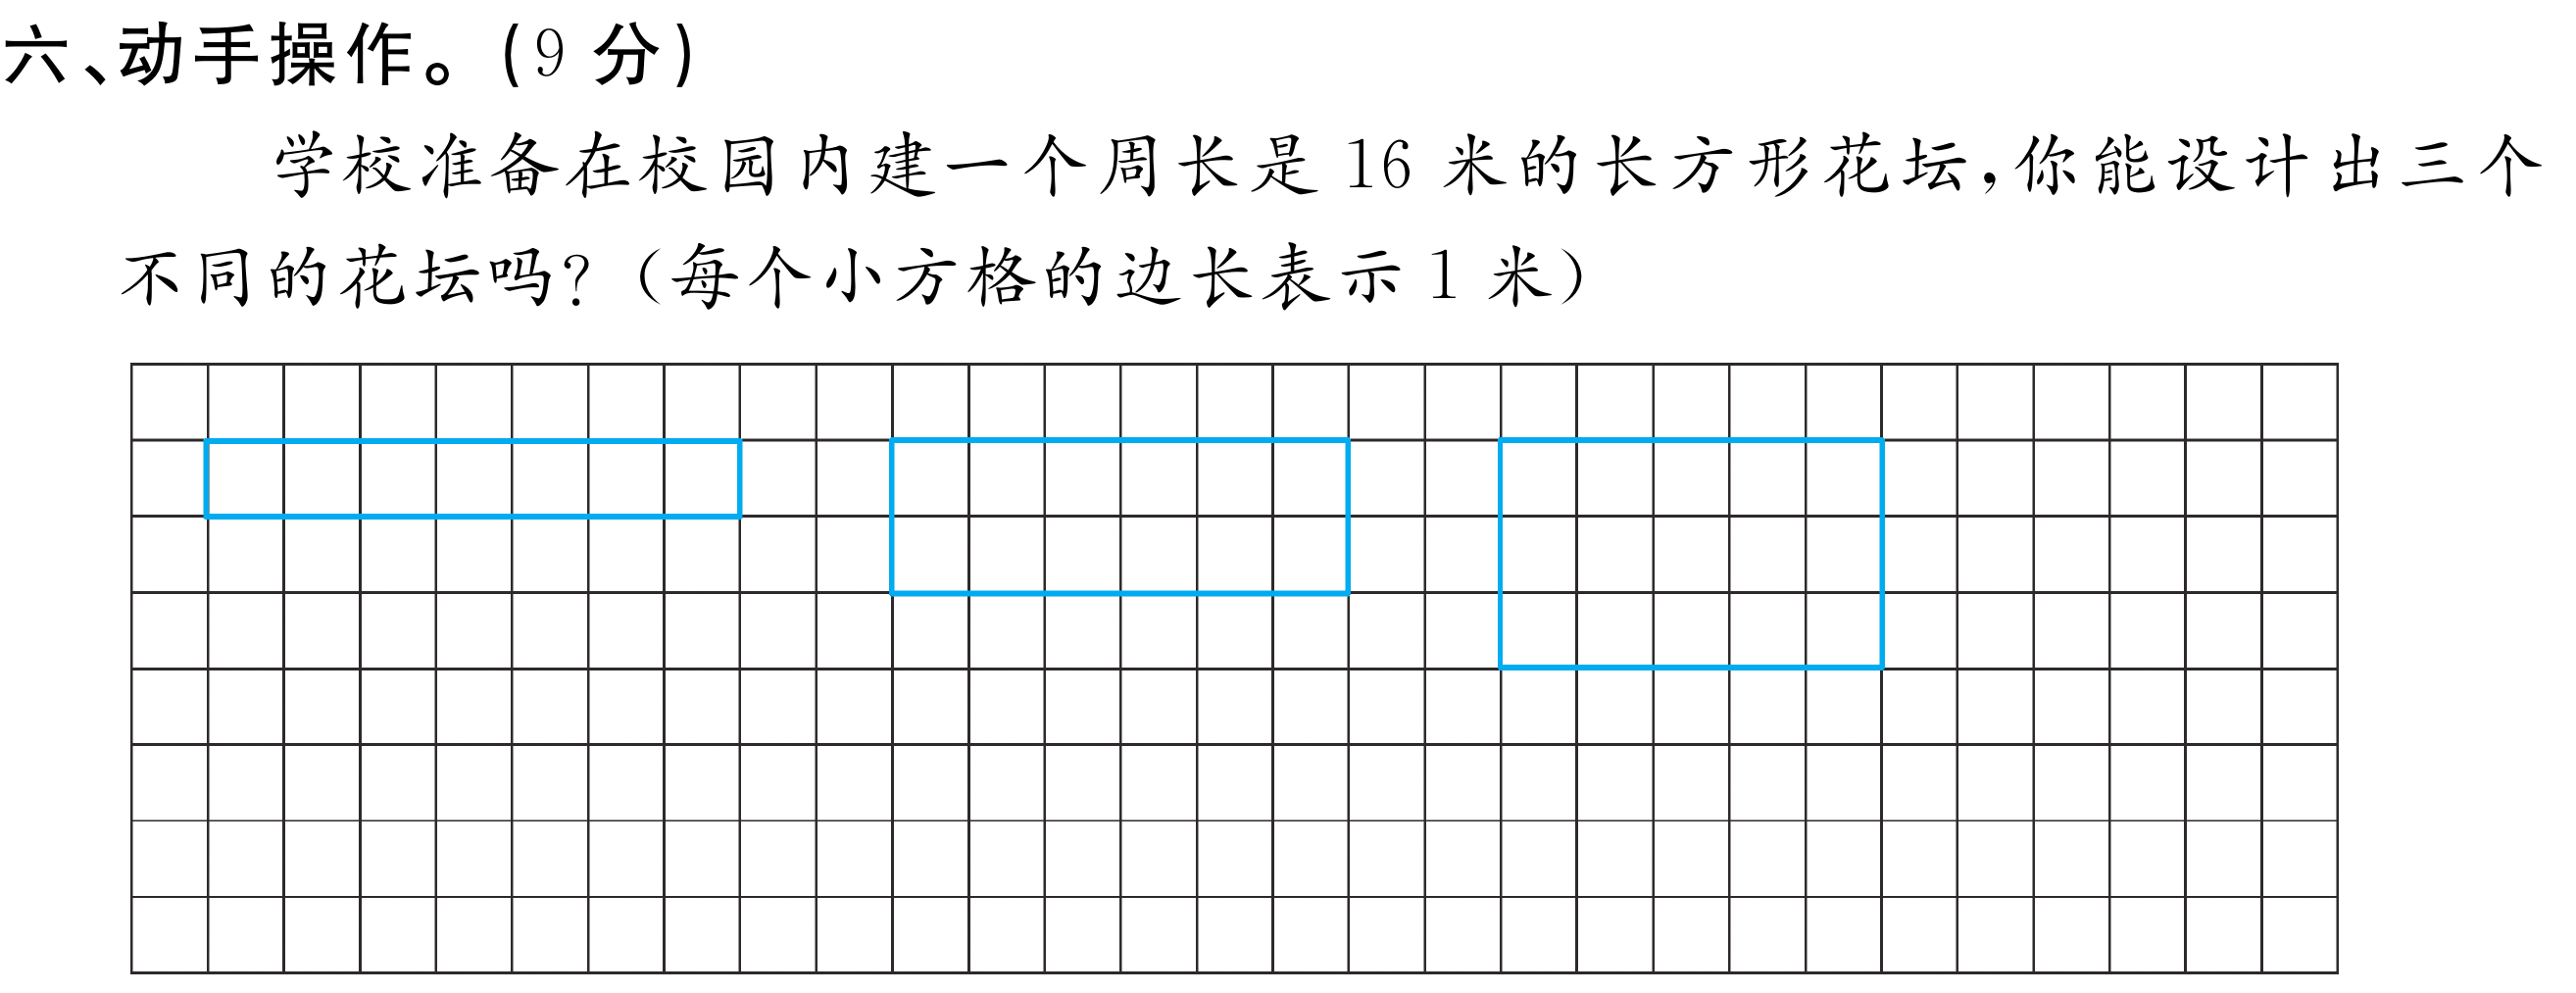 六、动手操作。(9 分)
学校准备在校园内建一个周长是 16 米的长方形花坛,你能设计出三个
不同的花坛吗?(每个小方格的边长表示 1 米)